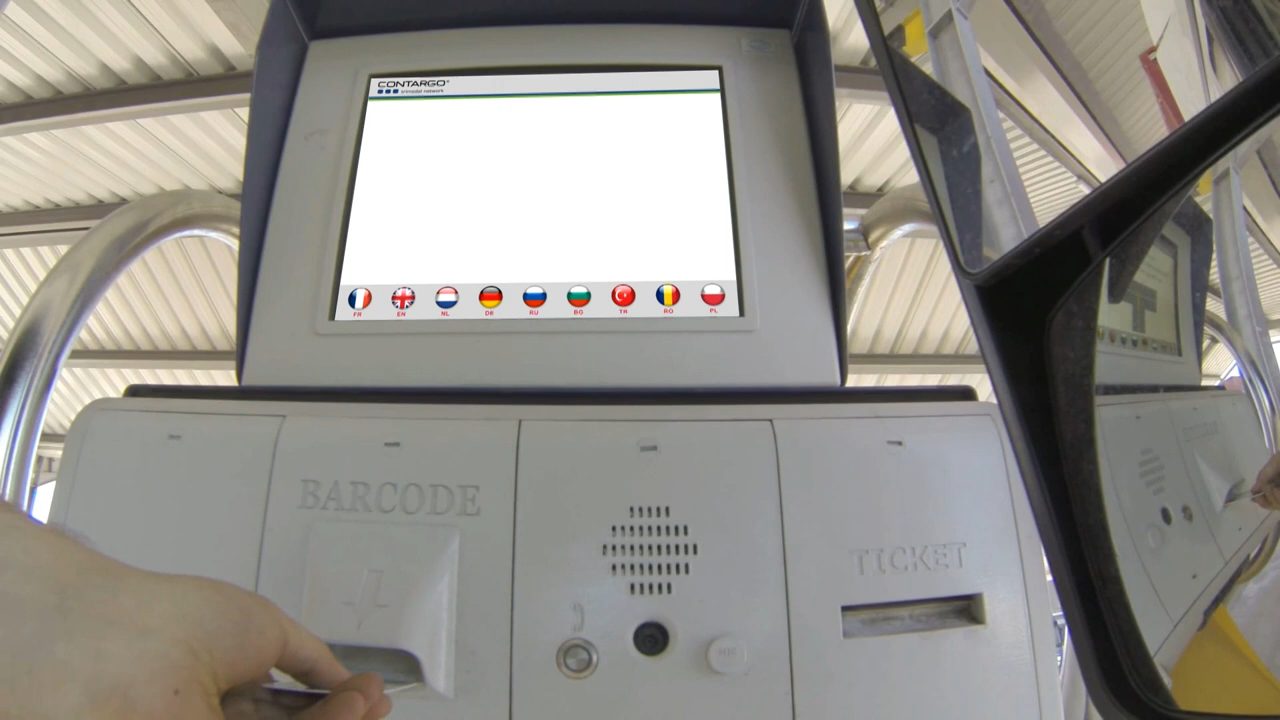 CONTARGO®
trimodal network
FR EN NL DE RU BG TR RO PL
BARCODE
TICKET